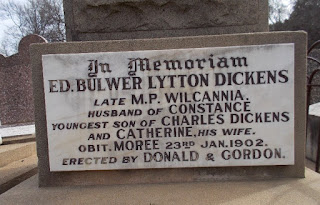 In Memoriam
ED. BULWER LYTTON DICKENS
LATE M.P. WILCANNIA.
HUSBAND OF CONSTANCE
YOUNGEST SON OF CHARLES DICKENS
AND CATHERINE, HIS WIFE.
OBIT. MOREE 23RD JAN. 1902.
ERECTED BY DONALD & GORDON.